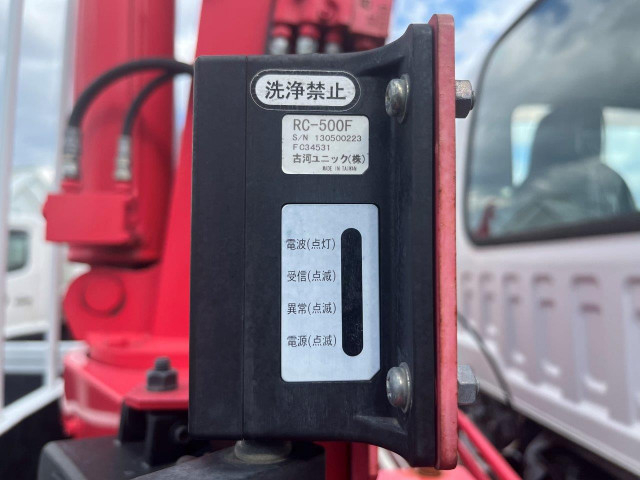 洗浄禁止
RC-500F
S/N 130500223
FC34531
古河ユニック(株)
MADE IN TAIWAN
電波(点灯)
受信(点滅)
異常(点滅)
電源(点滅)